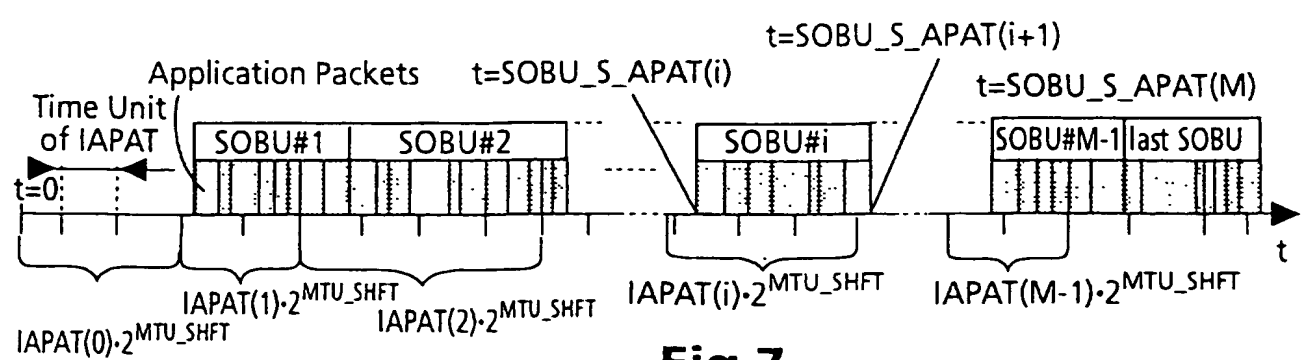 t=SOBU_S_APAT(i+1)
Application Packets
t=SOBU_S_APAT(i)
t=SOBU_S_APAT(M)
Time Unit
of IAPAT
SOBU#1
SOBU#2
SOBU#i
SOBU#M-1
last SOBU
t=0
t
IAPAT(0)·2^MTU_SHFT
IAPAT(1)·2^MTU_SHFT
IAPAT(2)·2^MTU_SHFT
IAPAT(i)·2^MTU_SHFT
IAPAT(M-1)·2^MTU_SHFT
Fig.7